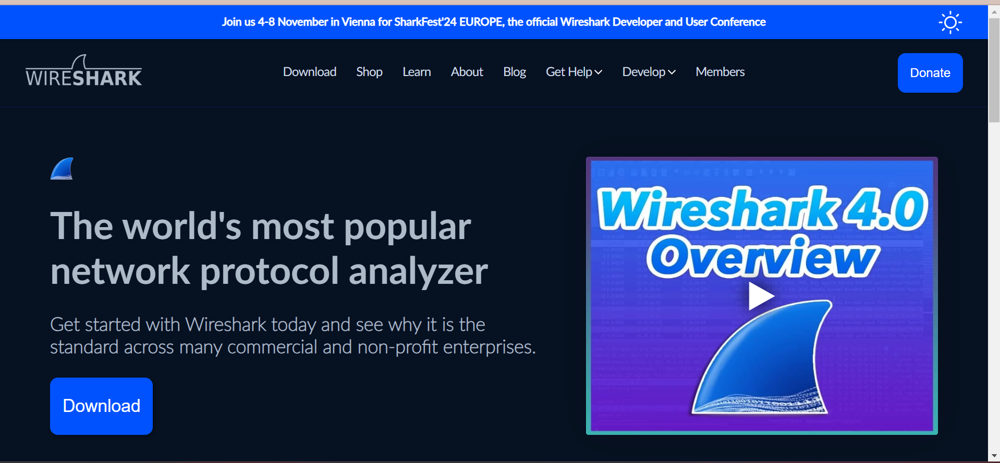 Join us 4-8 November in Vienna for SharkFest'24 EUROPE, the official Wireshark Developer and User Conference
WIRESHARK
Download
Shop
Learn
About
Blog
Get Help
Develop
Members
Donate
The world's most popular
network protocol analyzer
Get started with Wireshark today and see why it is the
standard across many commercial and non-profit enterprises.
Download
Wireshark 4.0
Overview